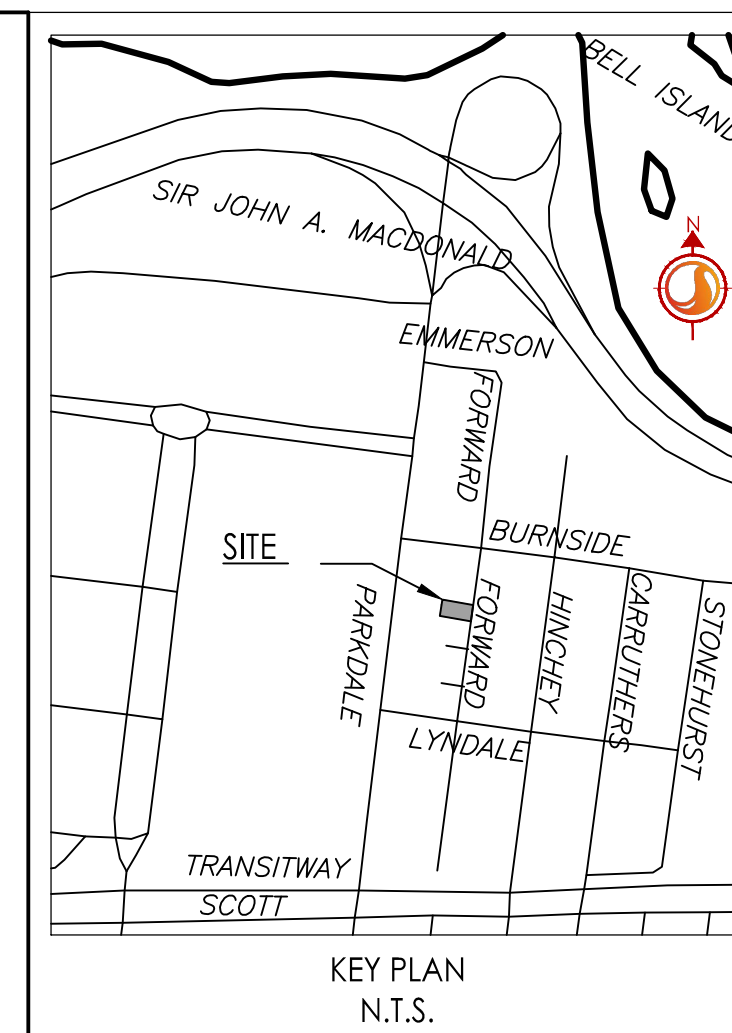 BELL ISLAND
SIR JOHN A. MACDONALD
N
EMMERSON
FORWARD
BURNSIDE
SITE
PARKDALE
FORWARD
HINCHEY
CARRUTHERS
STONEHURST
LYNDALE
TRANSITWAY
SCOTT
KEY PLAN
N.T.S.